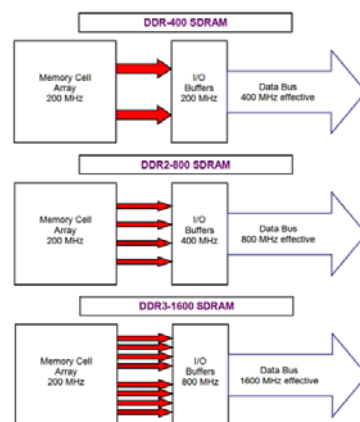 DDR-400 SDRAM
Memory Cell
Array
200 MHz
I/O
Buffers
200 MHz
Data Bus
400 MHz effective
DDR2-800 SDRAM
Memory Cell
Array
200 MHz
I/O
Buffers
400 MHz
Data Bus
800 MHz effective
DDR3-1600 SDRAM
Memory Cell
Array
200 MHz
I/O
Buffers
800 MHz
Data Bus
1600 MHz effective